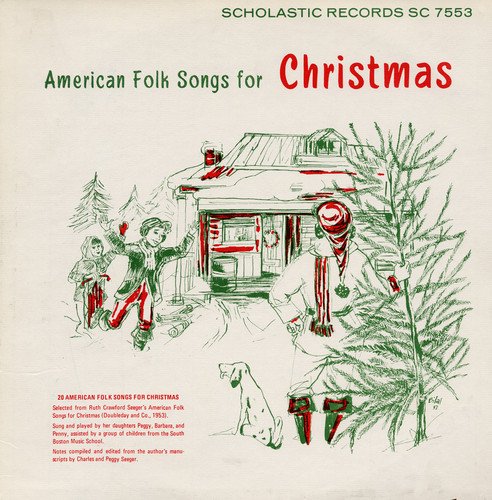 SCHOLASTIC RECORDS SC 7553
American Folk Songs for Christmas
20 AMERICAN FOLK SONGS FOR CHRISTMAS
Selected from Ruth Crawford Seeger's American Folk
Songs for Christmas (Doubleday and Co., 1953).
Sung and played by her daughters Peggy, Barbara, and
Penny, assisted by a group of children from the South
Boston Music School.
Notes compiled and edited from the author's manu-
scripts by Charles and Peggy Seeger.